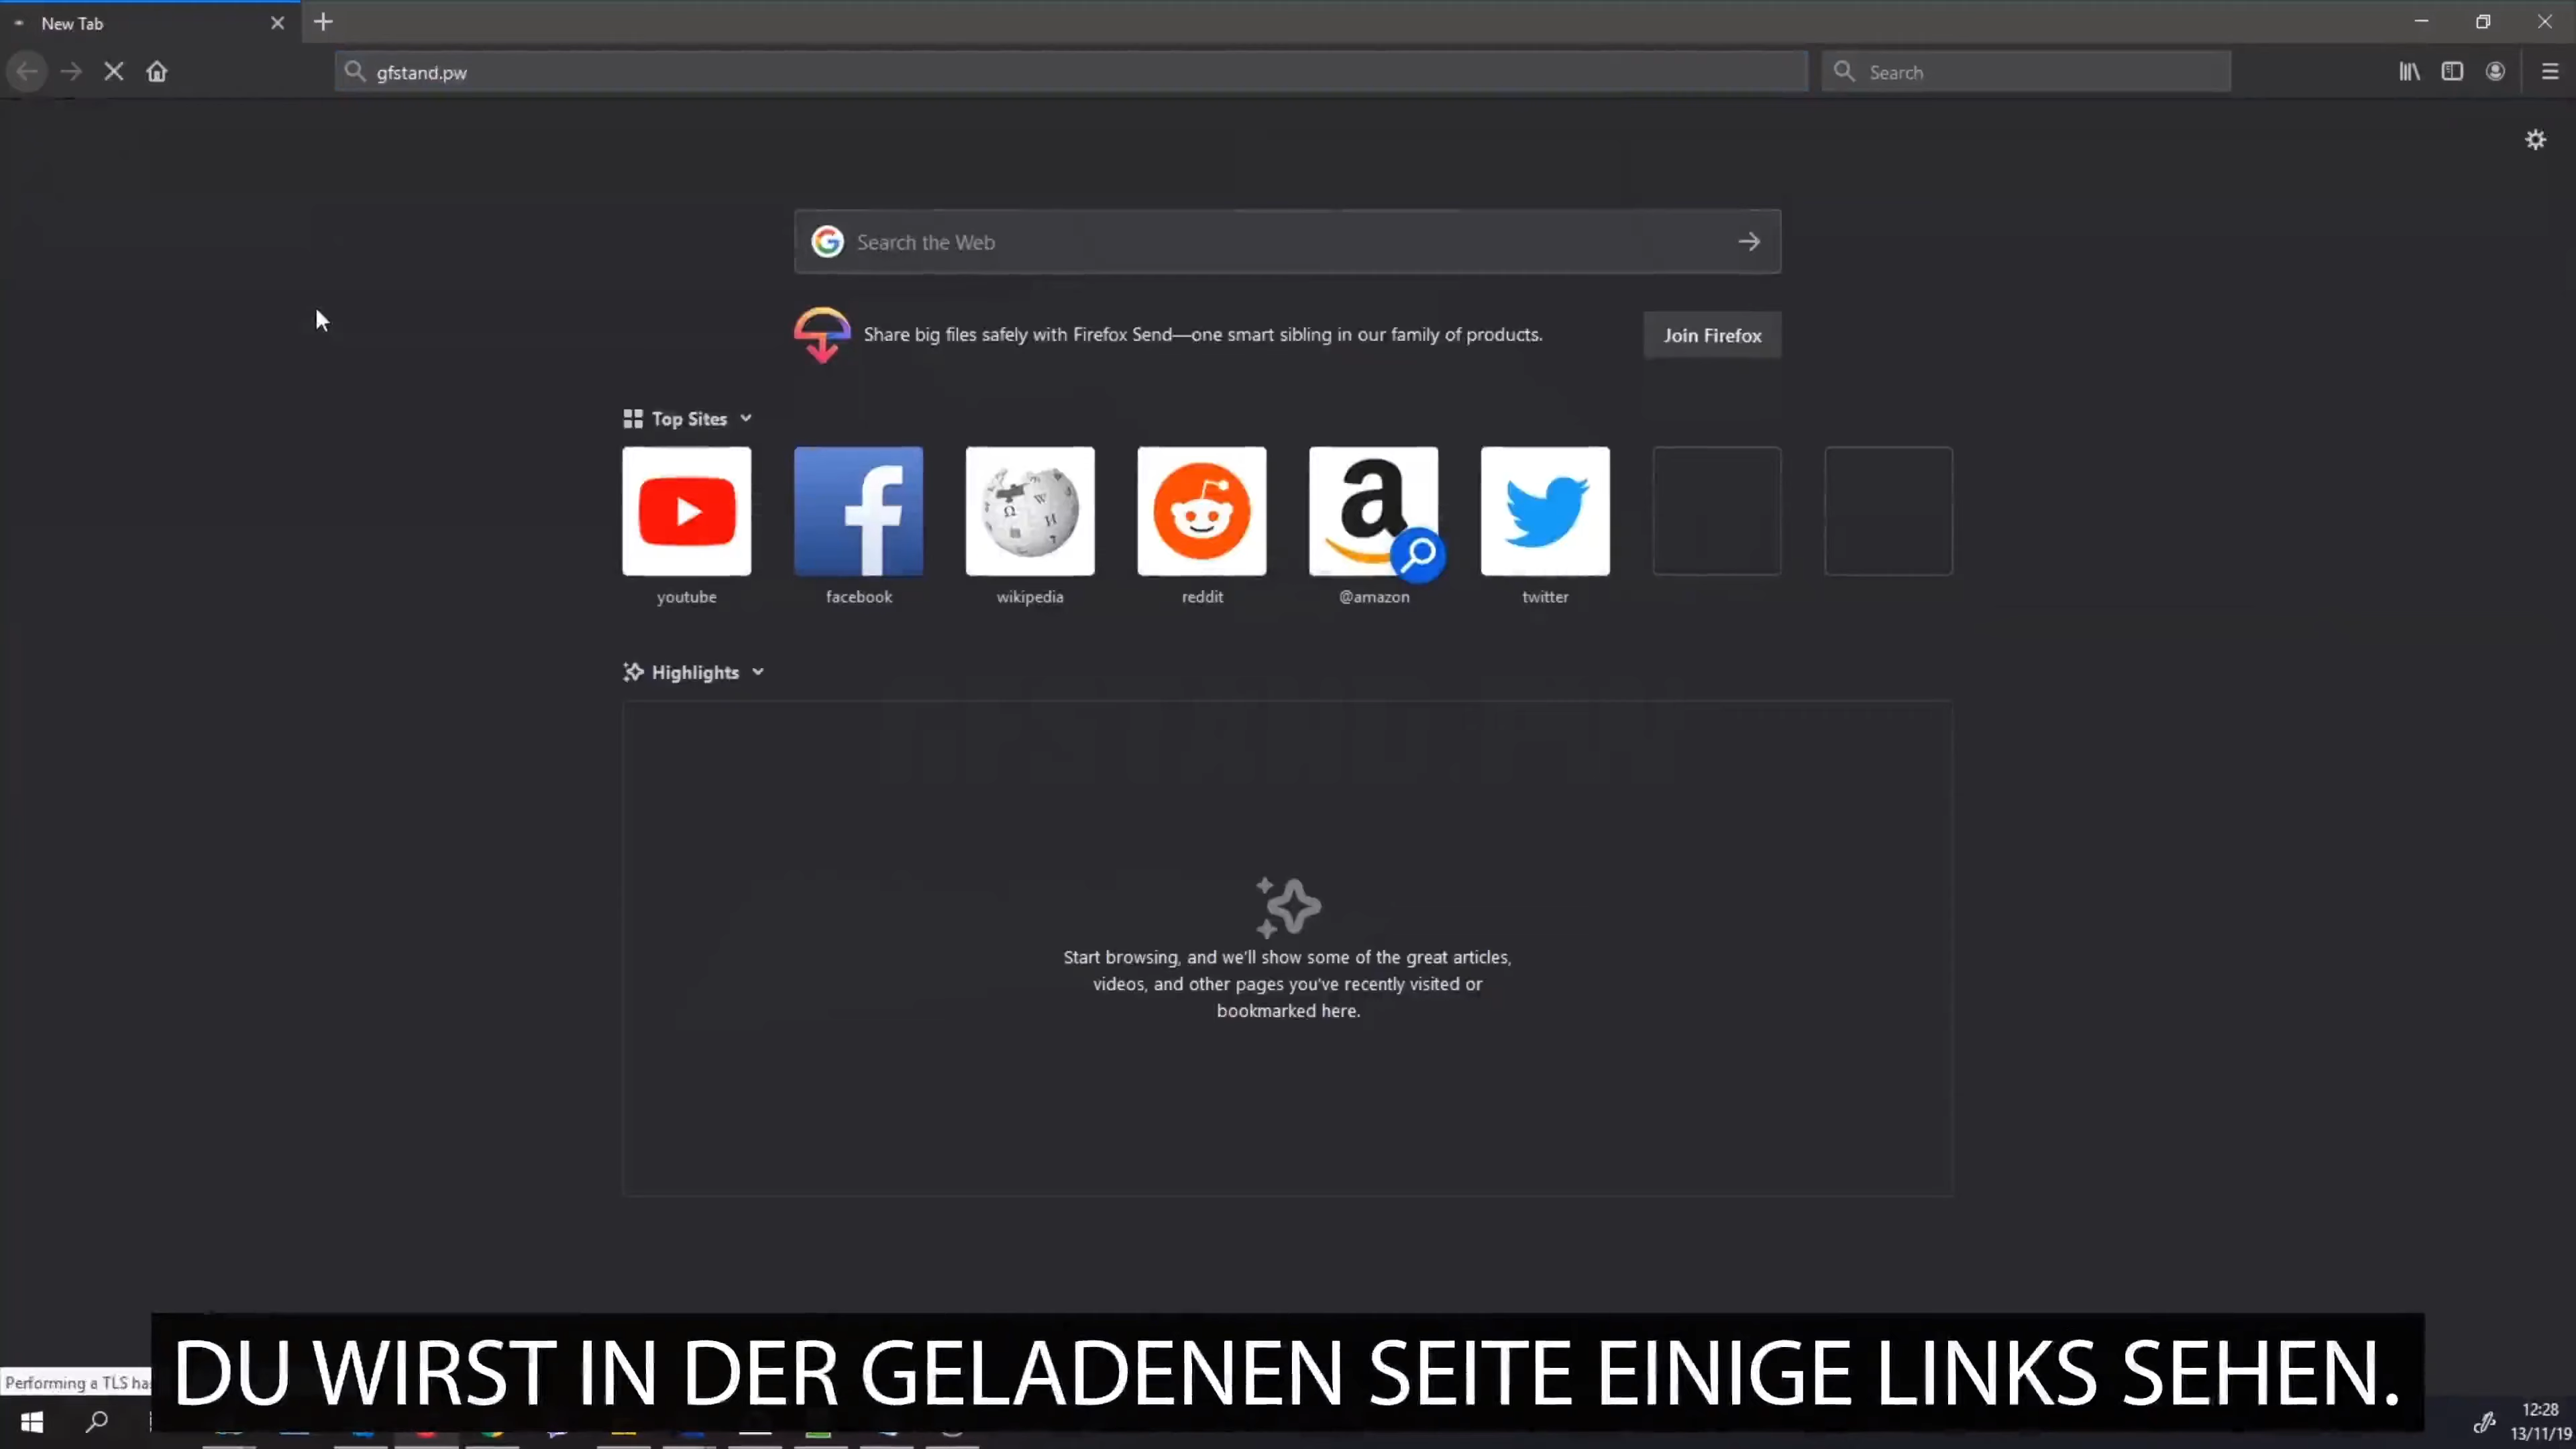 New Tab
gfstand.pw
Search
Search the Web
Share big files safely with Firefox Send—one smart sibling in our family of products.
Join Firefox
Top Sites
youtube
facebook
wikipedia
reddit
@amazon
twitter
Highlights
Start browsing, and we'll show some of the great articles,
videos, and other pages you've recently visited or
bookmarked here.
Performing a TLS
DU WIRST IN DER GELADENEN SEITE EINIGE LINKS SEHEN.
12:28
13/11/19